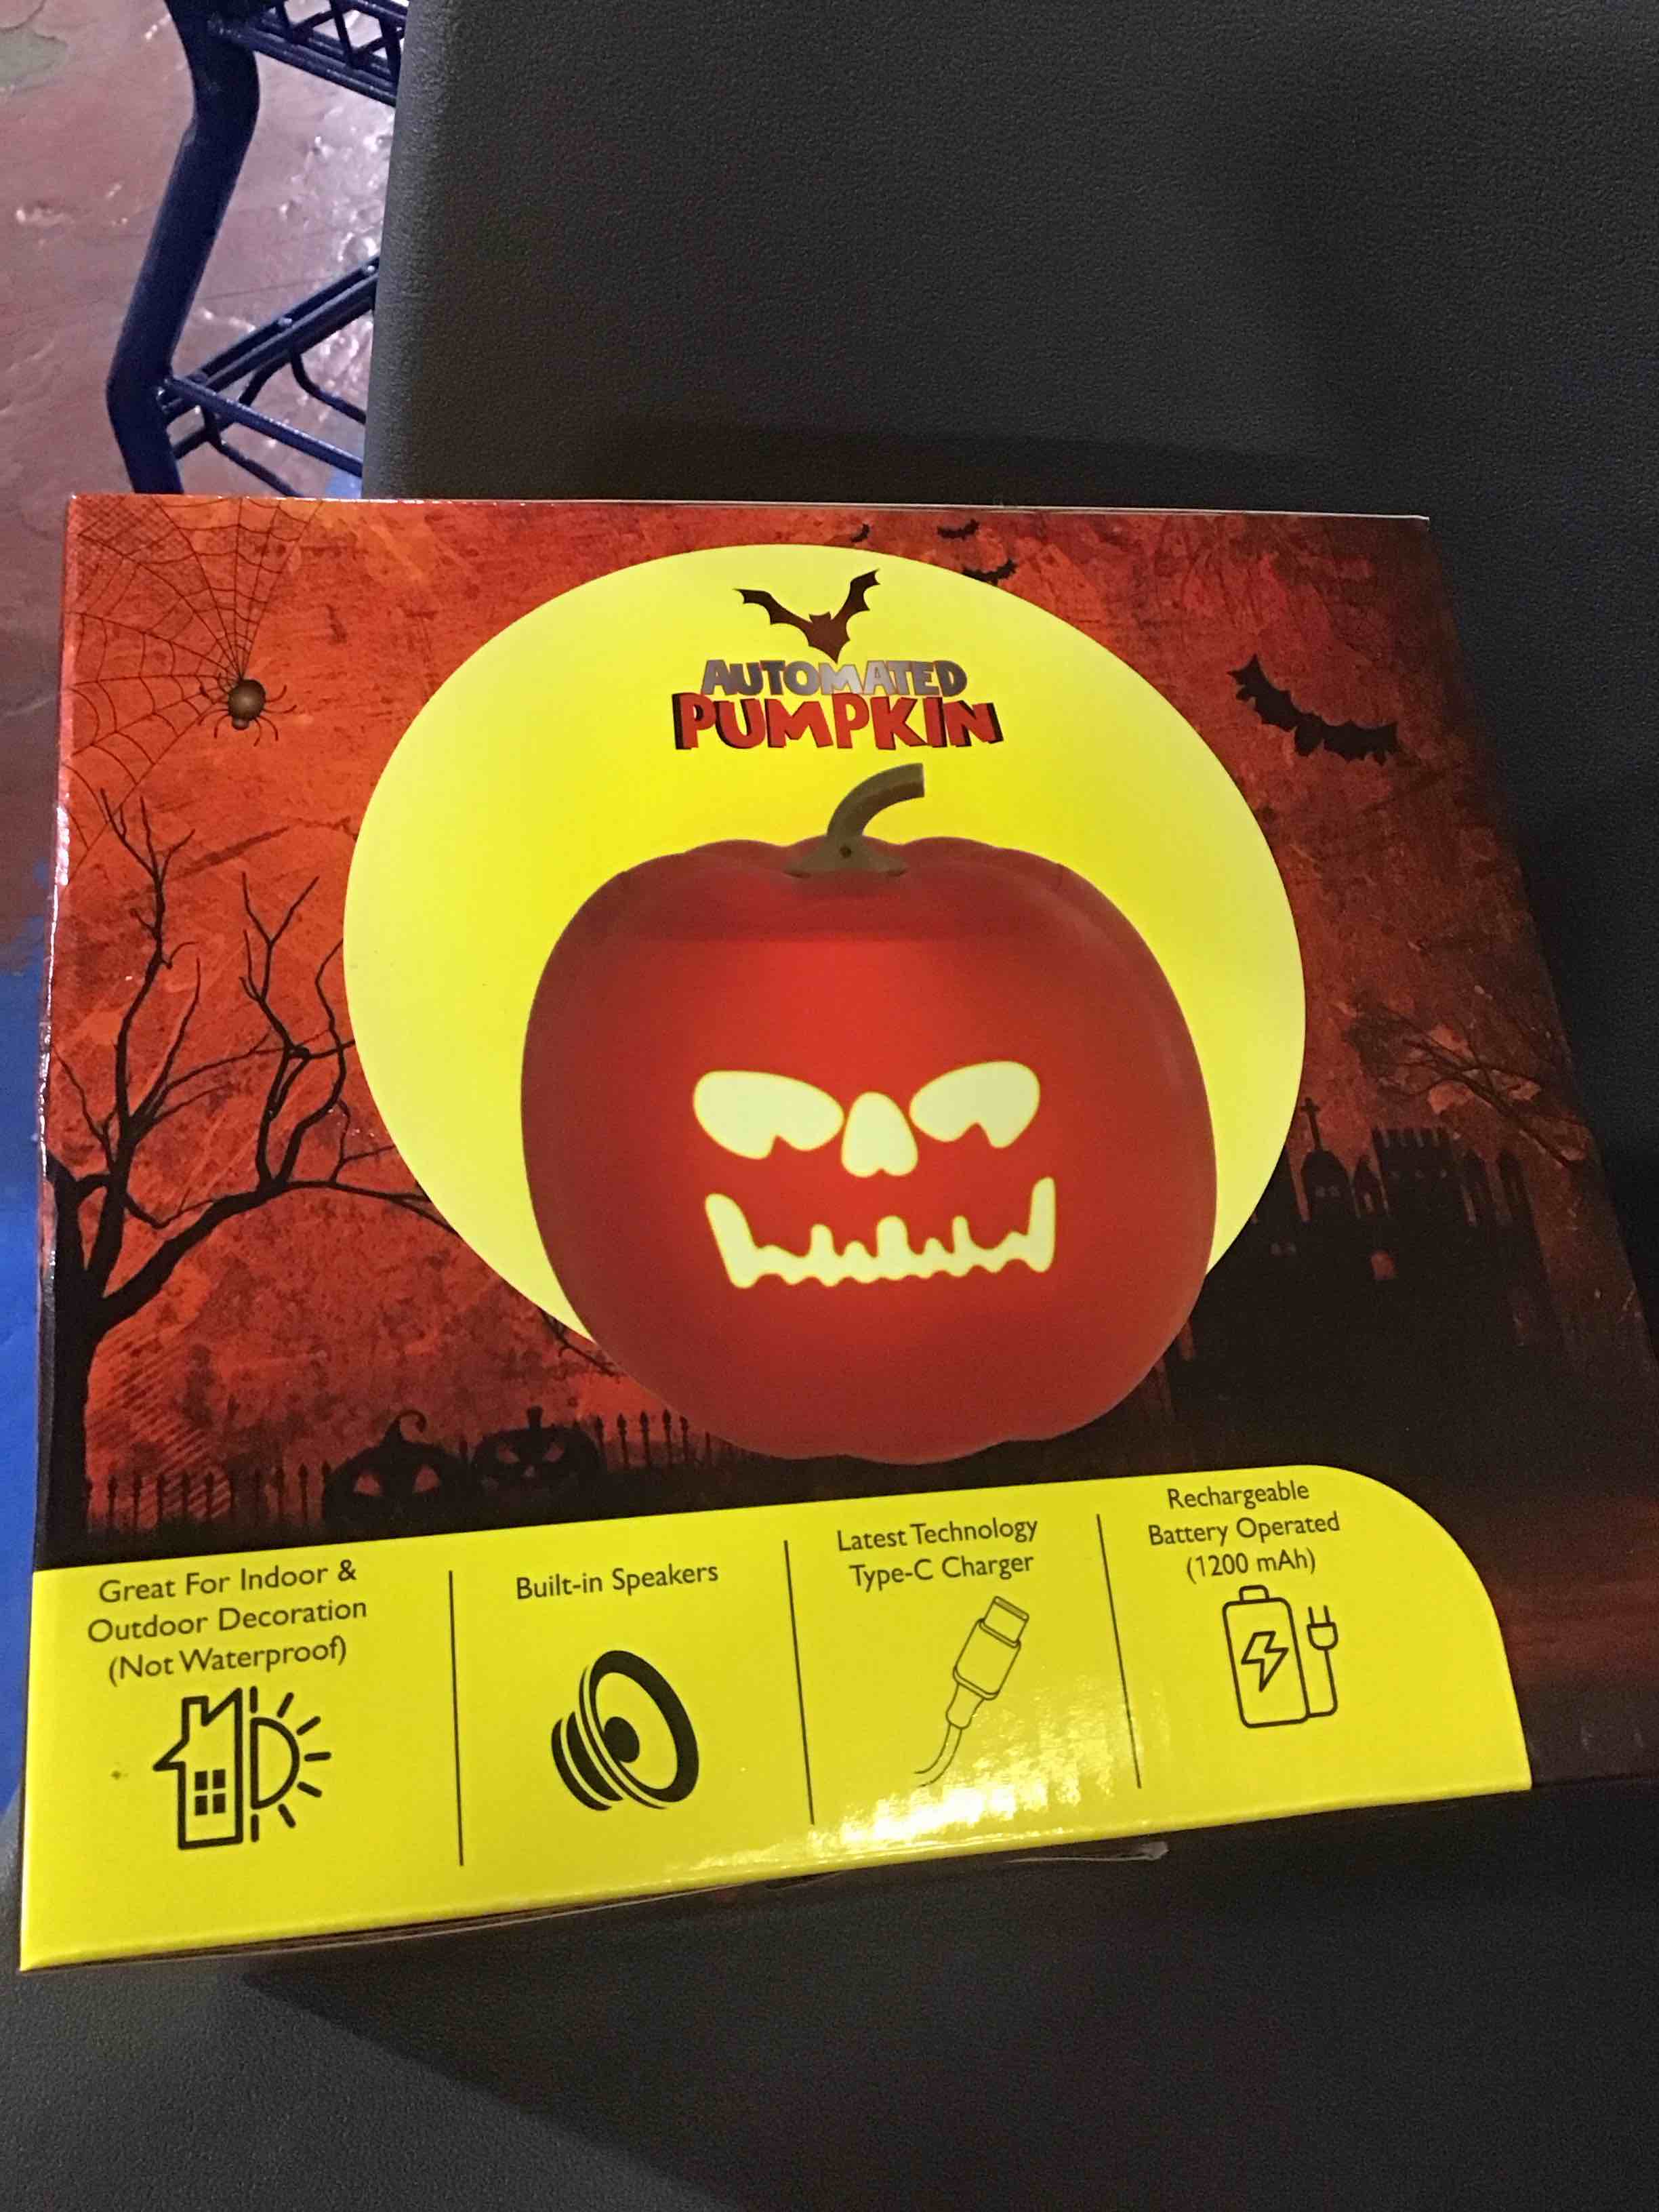 AUTOMATED
PUMPKIN
Great For Indoor &
Outdoor Decoration
(Not Waterproof)
Built-in Speakers
Latest Technology
Type-C Charger
Rechargeable
Battery Operated
(1200 mAh)